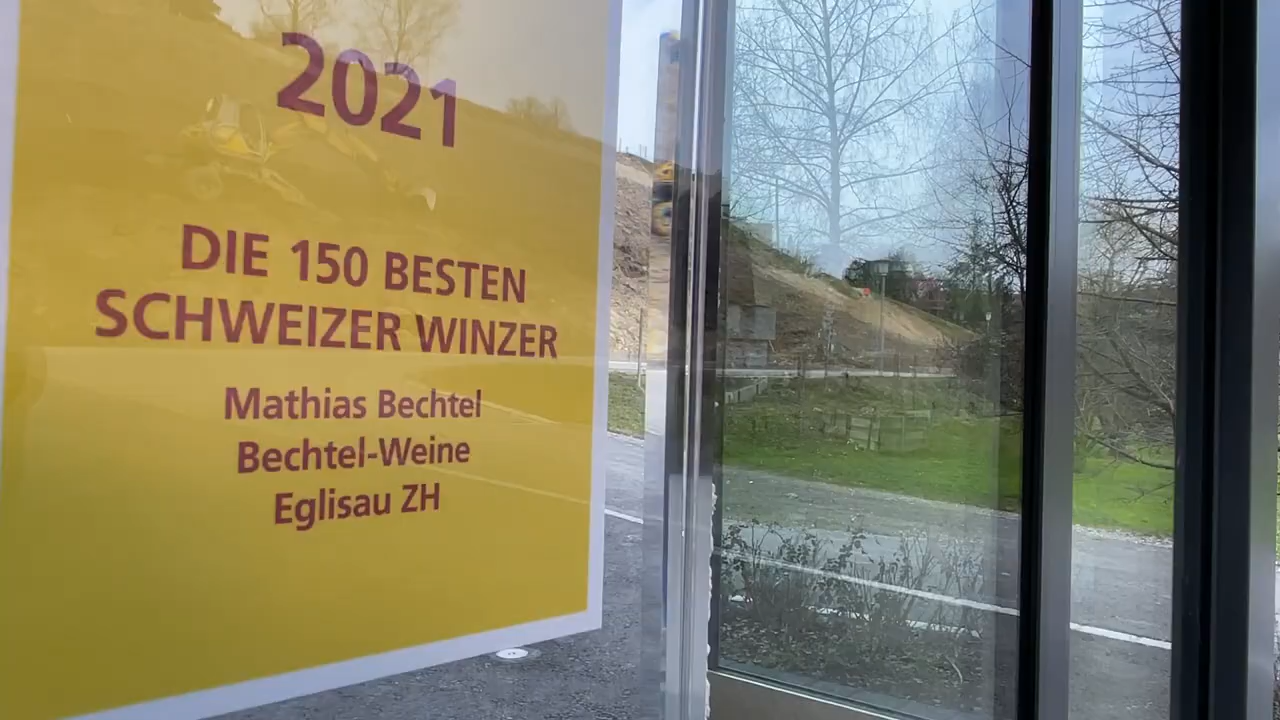 2021
DIE 150 BESTEN
SCHWEIZER WINZER
Mathias Bechtel
Bechtel-Weine
Eglisau ZH